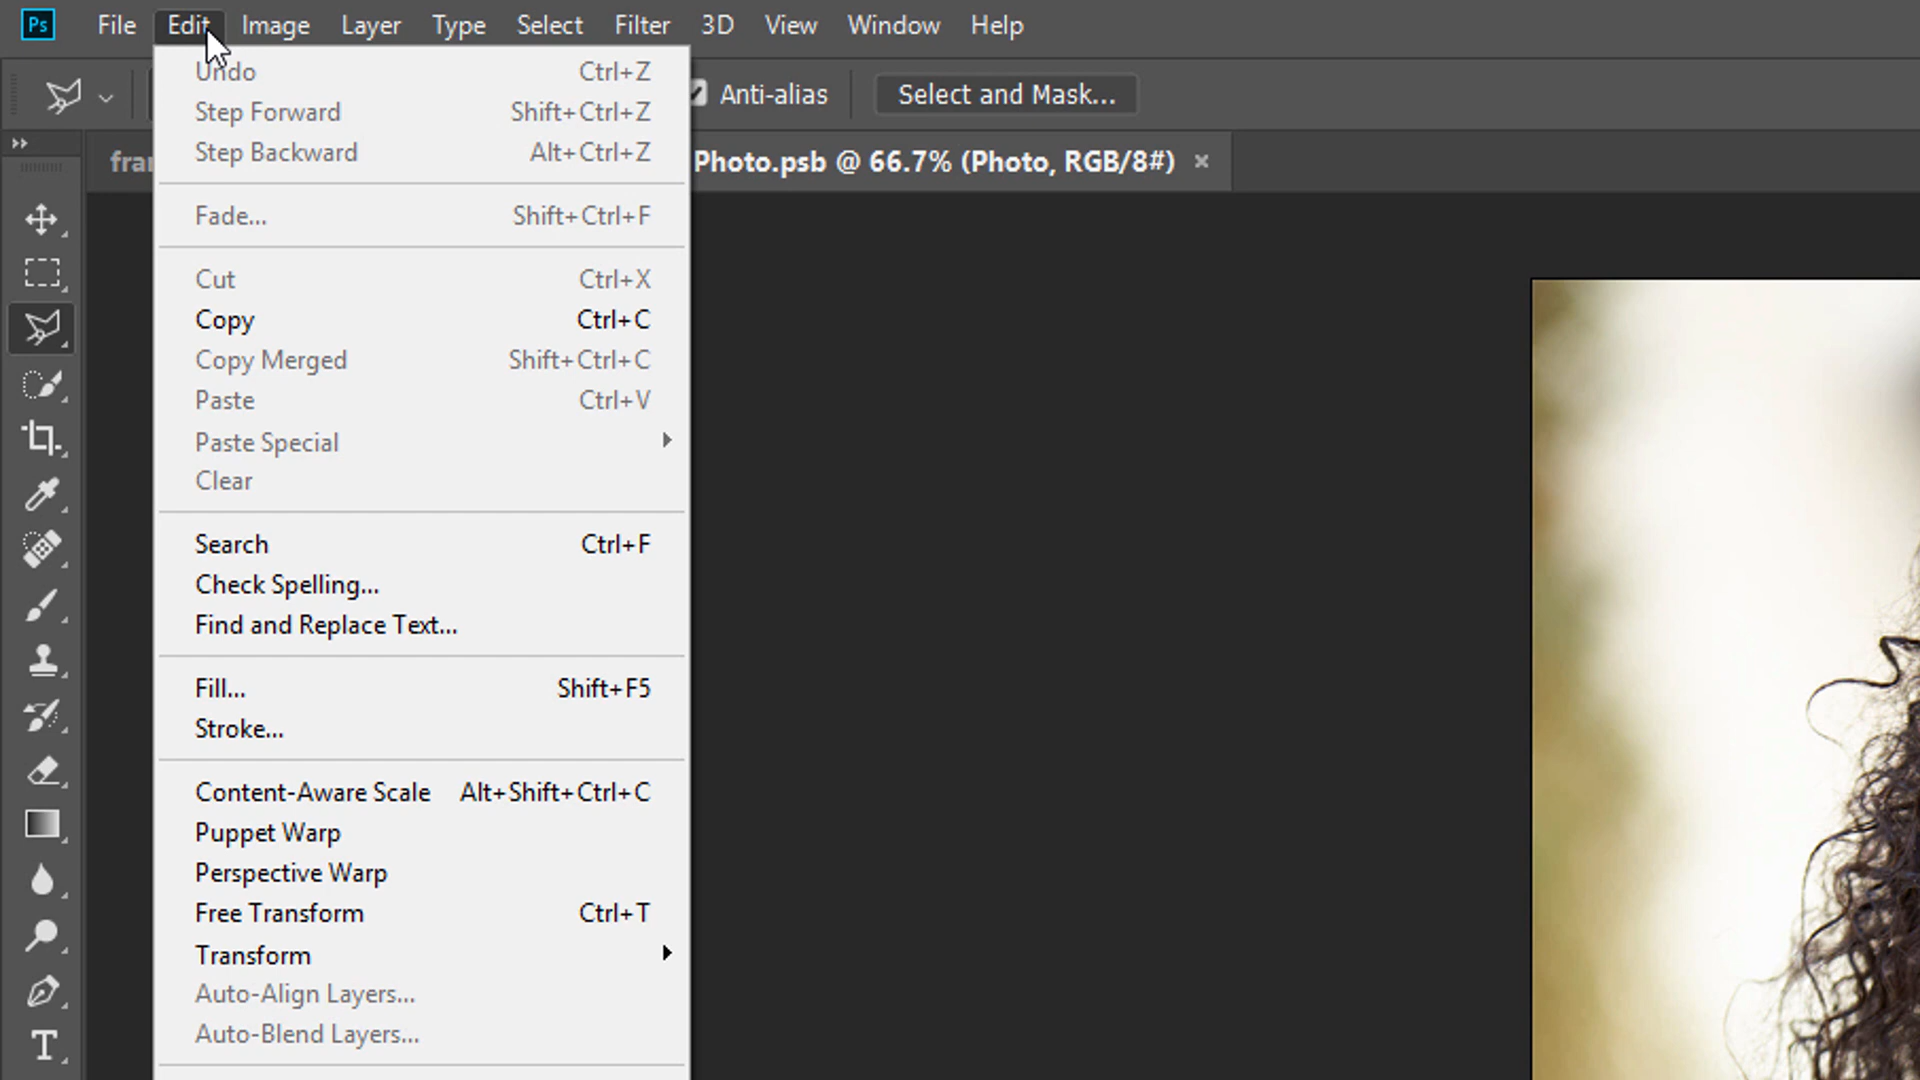 Ps File Edit Image Layer Type Select Filter 3D View Window Help
Anti-alias Select and Mask...
Photo.psb @ 66.7% (Photo, RGB/8#) ×
Undo Ctrl+Z
Step Forward Shift+Ctrl+Z
Step Backward Alt+Ctrl+Z
Fade... Shift+Ctrl+F
Cut Ctrl+X
Copy Ctrl+C
Copy Merged Shift+Ctrl+C
Paste Ctrl+V
Paste Special
Clear
Search Ctrl+F
Check Spelling...
Find and Replace Text...
Fill... Shift+F5
Stroke...
Content-Aware Scale Alt+Shift+Ctrl+C
Puppet Warp
Perspective Warp
Free Transform Ctrl+T
Transform
Auto-Align Layers...
Auto-Blend Layers...